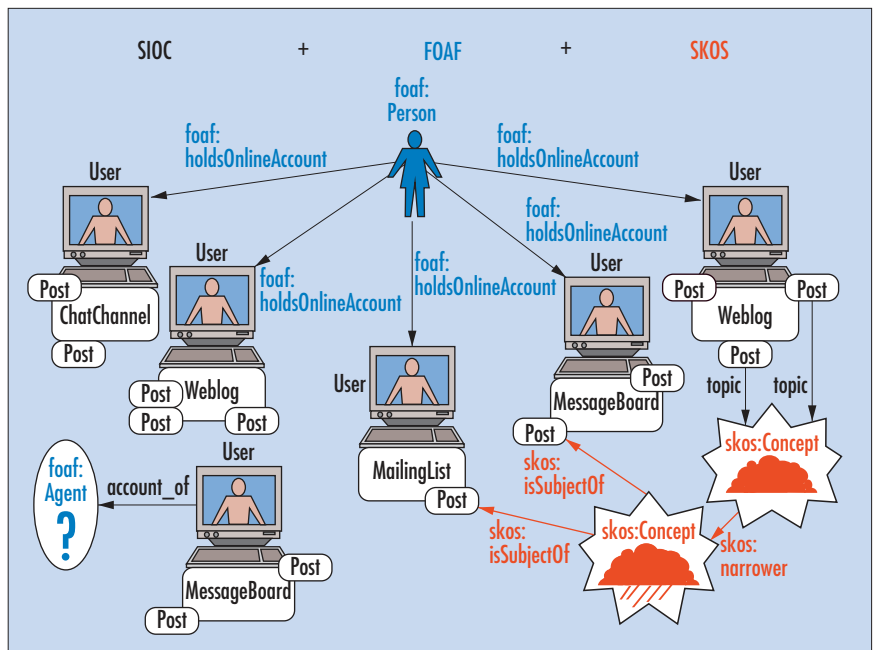 SIOC + FOAF + SKOS
foaf:
Person
foaf:
holdsOnlineAccount
foaf:
holdsOnlineAccount
User
User
foaf:
holdsOnlineAccount
User
foaf:
holdsOnlineAccount
foaf:
holdsOnlineAccount
User
Post
ChatChannel
Post
Post
Weblog
Post
Post
User
MailingList
Post
Post
MessageBoard
Post
Post
Post
Weblog
Post
topic
topic
skos:Concept
skos:
isSubjectOf
skos:
isSubjectOf
skos:Concept
skos:
narrower
foaf:
Agent
?
account_of
User
Post
MessageBoard
Post